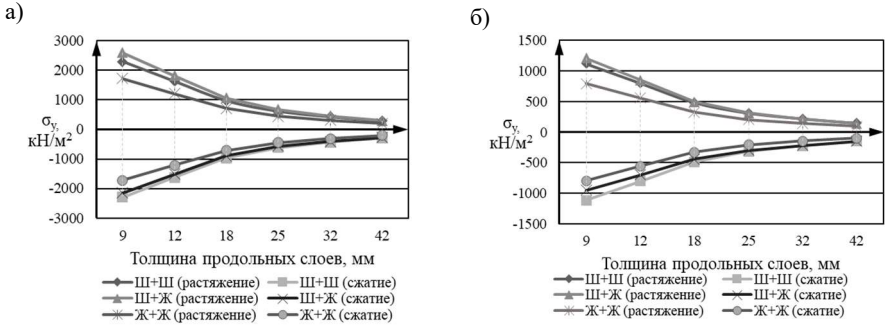 а)
3000
2000
1000
0
-1000
-2000
-3000
σy,
кН/м²
9 12 18 25 32 42
Толщина продольных слоев, мм
Ш+Ш (растяжение) Ш+Ш (сжатие)
Ш+Ж (растяжение) Ш+Ж (сжатие)
Ж+Ж (растяжение) Ж+Ж (сжатие)
б)
1500
1000
500
0
-500
-1000
-1500
σy,
кН/м²
9 12 18 25 32 42
Толщина продольных слоев, мм
Ш+Ш (растяжение) Ш+Ш (сжатие)
Ш+Ж (растяжение) Ш+Ж (сжатие)
Ж+Ж (растяжение) Ж+Ж (сжатие)